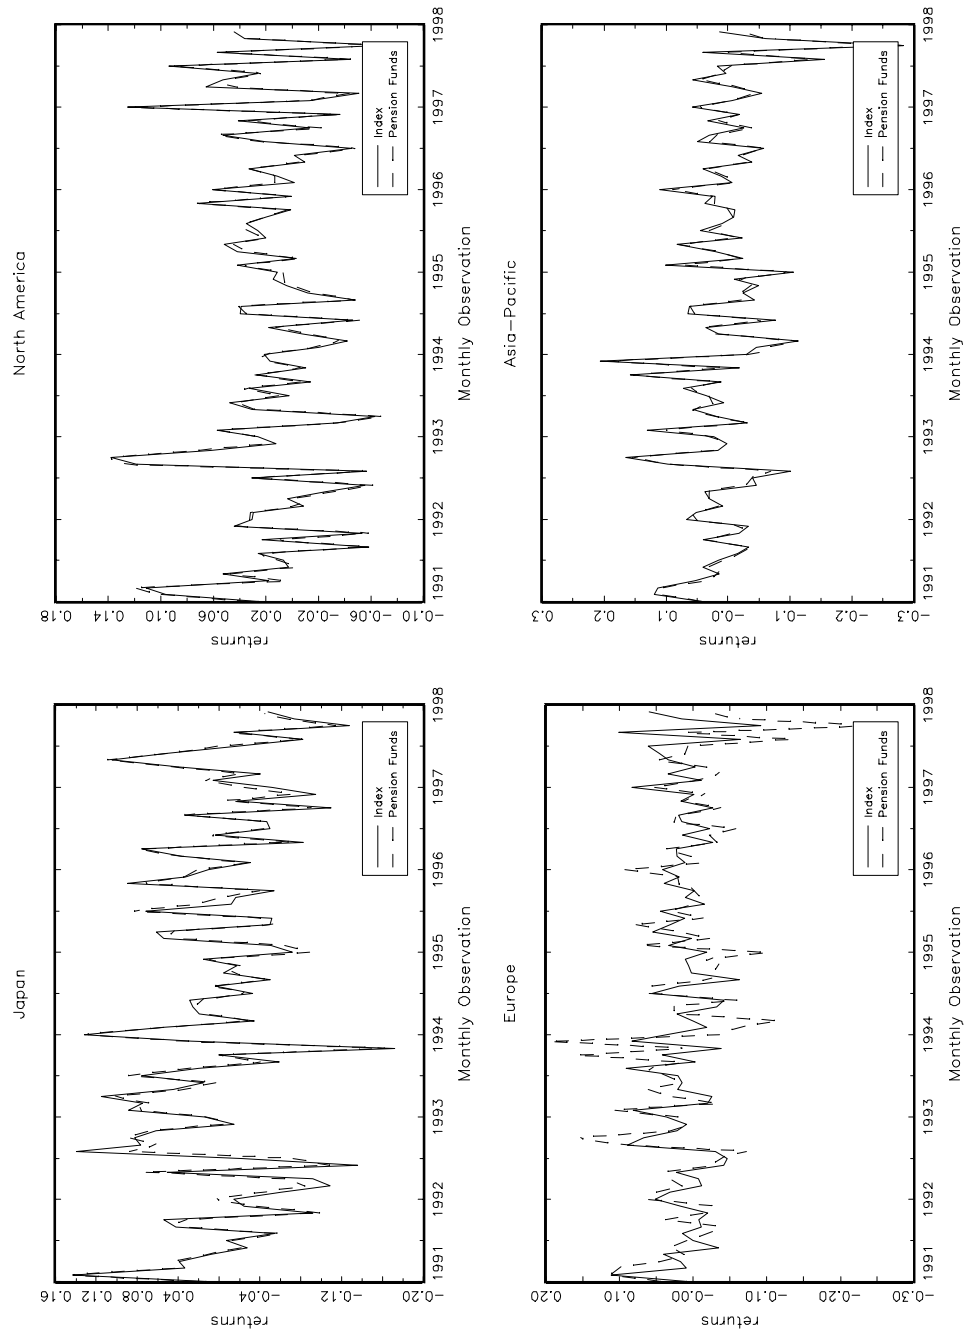 Japan
returns
0.16
0.12
0.08
0.04
−0.04
−0.12
−0.20
1991 1992 1993 1994 1995 1996 1997 1998
Monthly Observation
Index
Pension Funds
North America
returns
0.18
0.14
0.10
0.06
0.02
−0.02
−0.06
−0.10
1991 1992 1993 1994 1995 1996 1997 1998
Monthly Observation
Index
Pension Funds
Europe
returns
0.20
0.10
0.00
−0.10
−0.20
−0.30
1991 1992 1993 1994 1995 1996 1997 1998
Monthly Observation
Index
Pension Funds
Asia−Pacific
returns
0.3
0.2
0.1
−0.0
−0.1
−0.2
−0.3
1991 1992 1993 1994 1995 1996 1997 1998
Monthly Observation
Index
Pension Funds